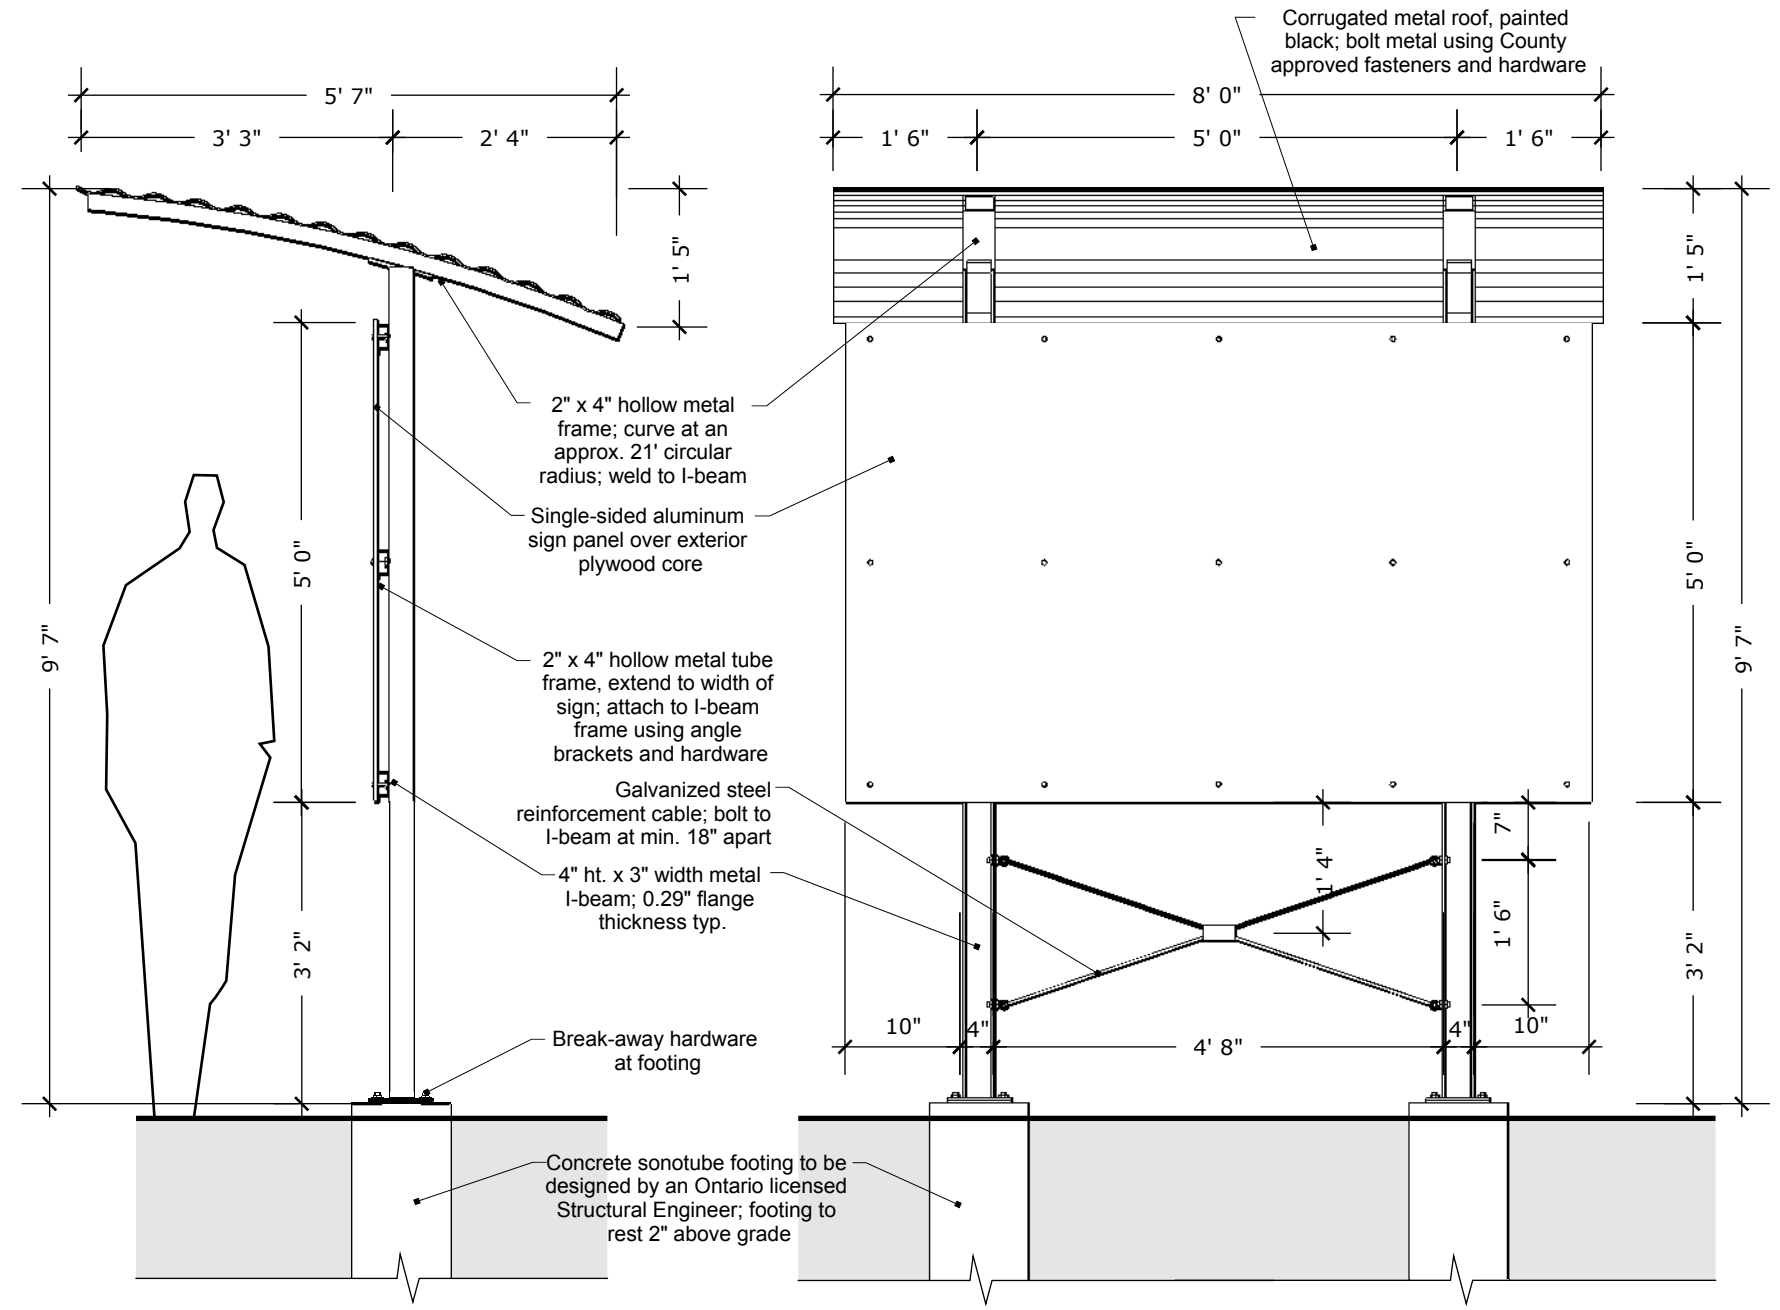 Corrugated metal roof, painted
black; bolt metal using County
approved fasteners and hardware
5' 7"
3' 3"
2' 4"
8' 0"
1' 6"
5' 0"
1' 6"
1' 5"
1' 5"
2" x 4" hollow metal
frame; curve at an
approx. 21' circular
radius; weld to I-beam
Single-sided aluminum
sign panel over exterior
plywood core
5' 0"
5' 0"
9' 7"
9' 7"
2" x 4" hollow metal tube
frame, extend to width of
sign; attach to I-beam
frame using angle
brackets and hardware
Galvanized steel
reinforcement cable; bolt to
I-beam at min. 18" apart
4" ht. x 3" width metal
I-beam; 0.29" flange
thickness typ.
7"
1' 4"
1' 6"
3' 2"
3' 2"
10"
4"
4' 8"
4"
10"
Break-away hardware
at footing
Concrete sonotube footing to be
designed by an Ontario licensed
Structural Engineer; footing to
rest 2" above grade